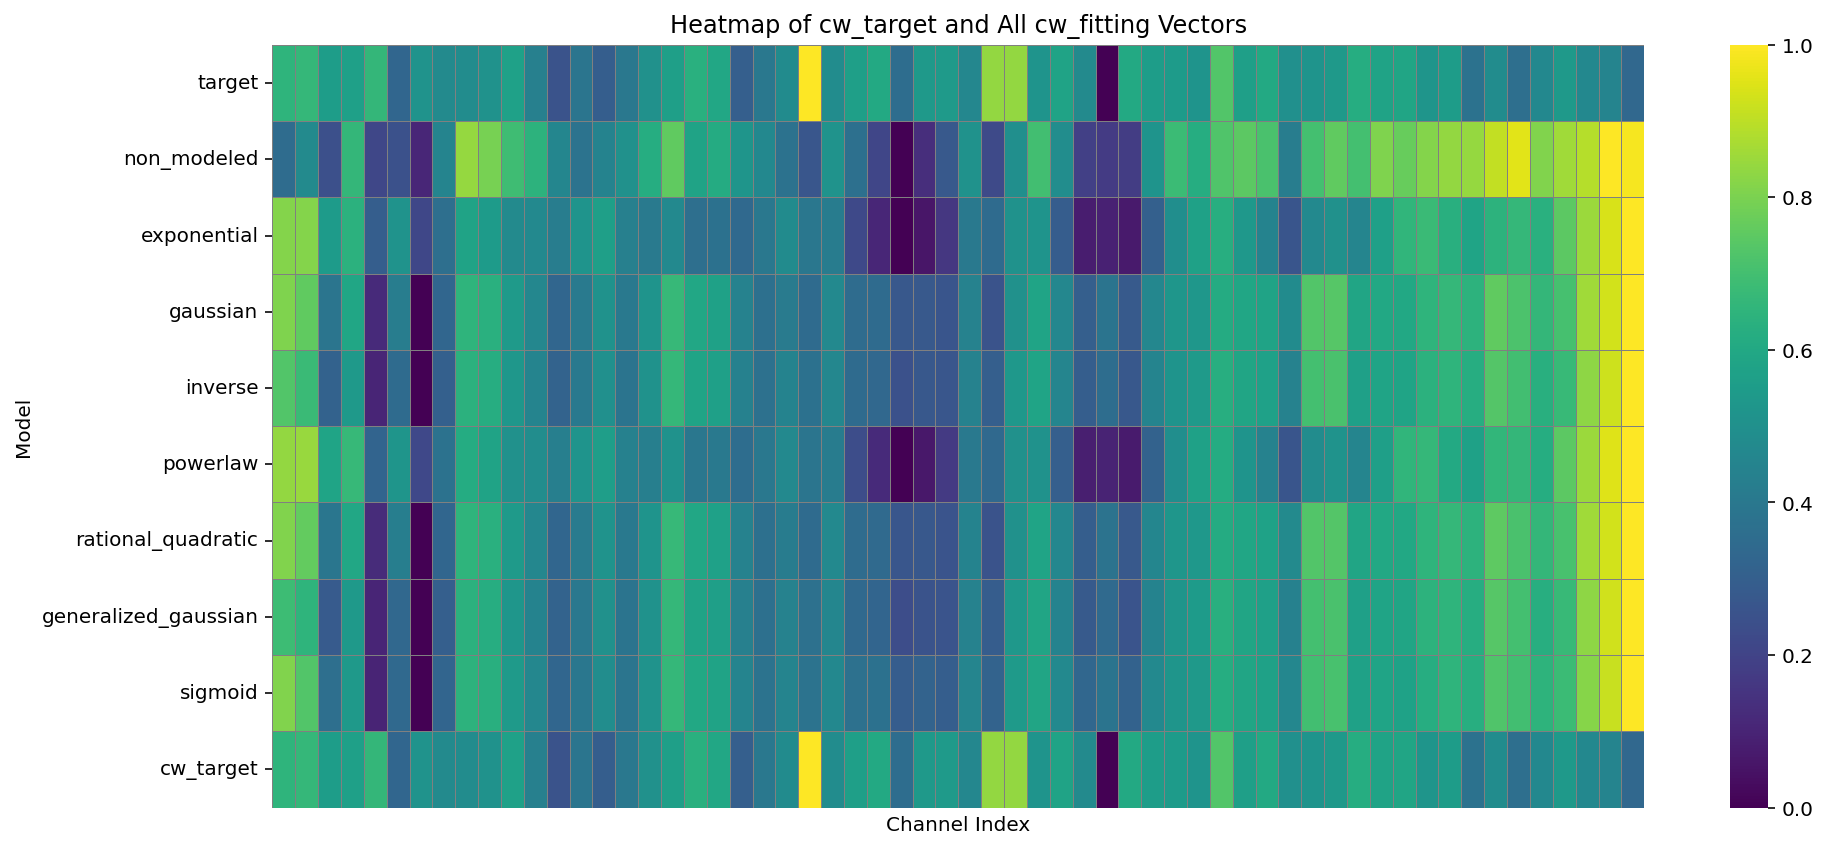 Heatmap of cw_target and All cw_fitting Vectors
target
non_modeled
exponential
gaussian
inverse
powerlaw
rational_quadratic
generalized_gaussian
sigmoid
cw_target
Model
Channel Index
1.0
0.8
0.6
0.4
0.2
0.0